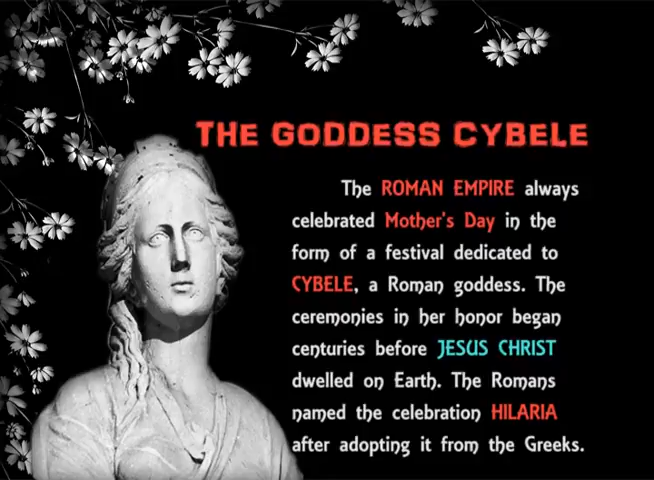 THE GODDESS CYBELE
The ROMAN EMPIRE always
celebrated Mother's Day in the
form of a festival dedicated to
CYBELE, a Roman goddess. The
ceremonies in her honor began
centuries before JESUS CHRIST
dwelled on Earth. The Romans
named the celebration HILARIA
after adopting it from the Greeks.